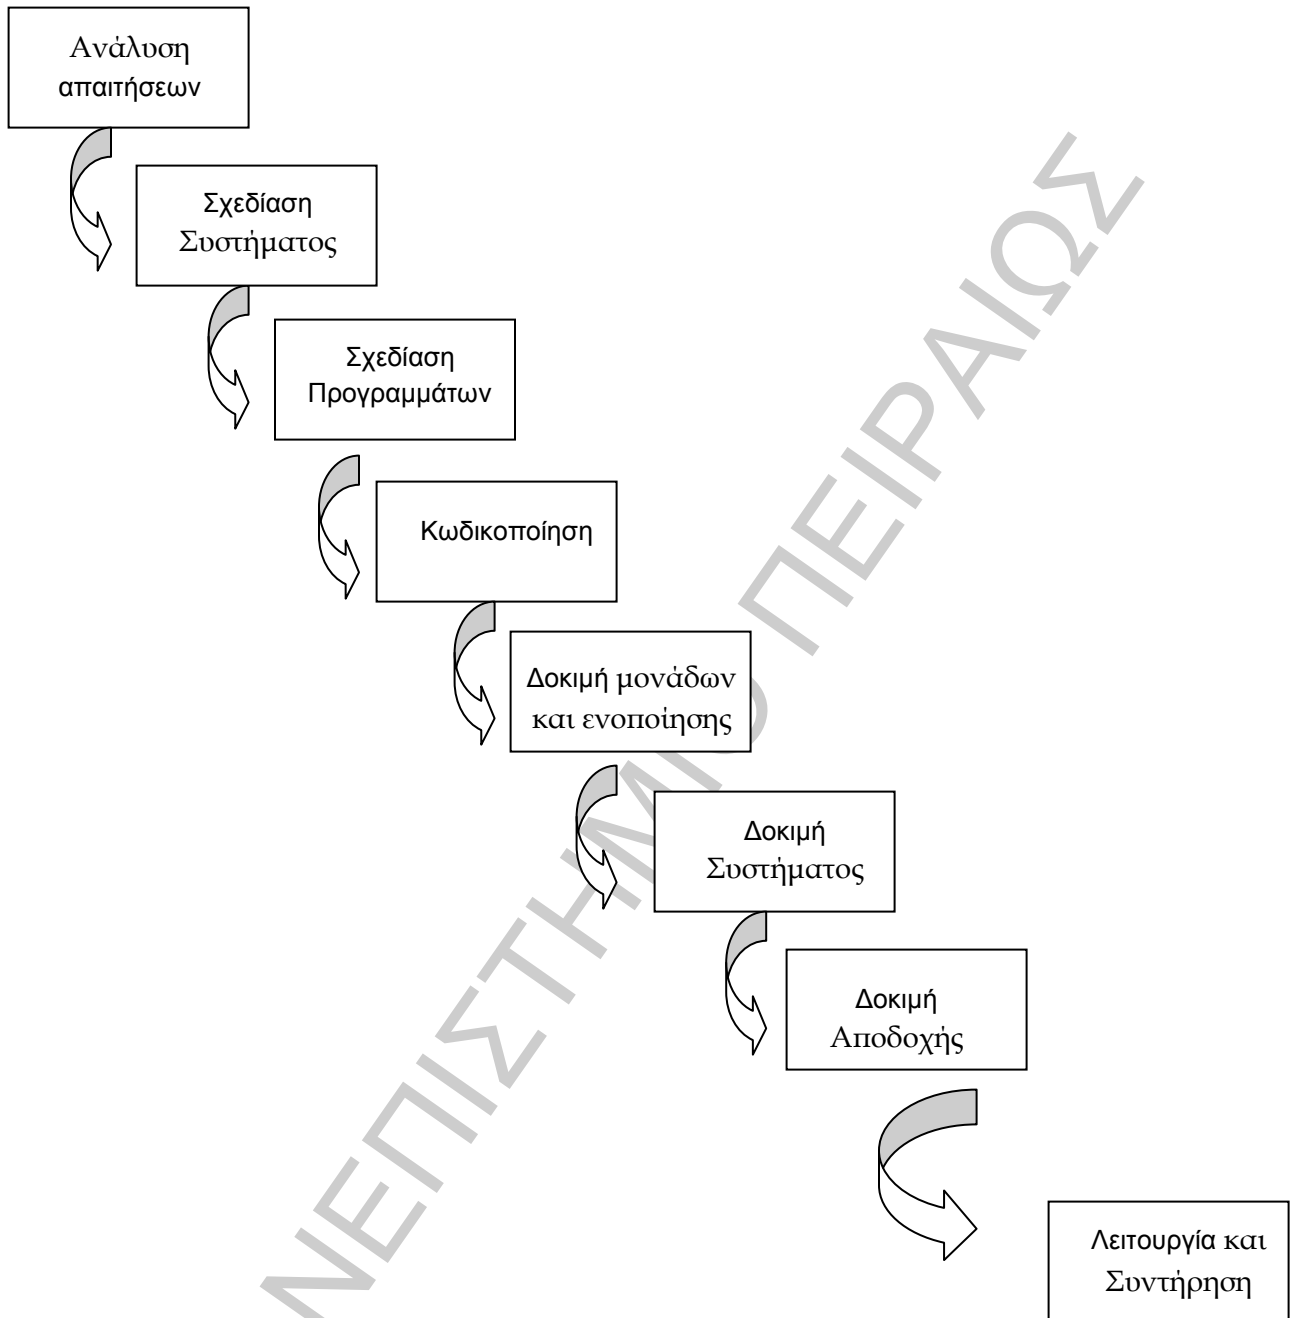 Ανάλυση
απαιτήσεων
Σχεδίαση
Συστήματος
Σχεδίαση
Προγραμμάτων
Κωδικοποίηση
Δοκιμή μονάδων
και ενοποίησης
Δοκιμή
Συστήματος
Δοκιμή
Αποδοχής
Λειτουργία και
Συντήρηση
ΝΕΠΙΣΤΗΜΙΟ ΠΕΙΡΑΙΩΣ